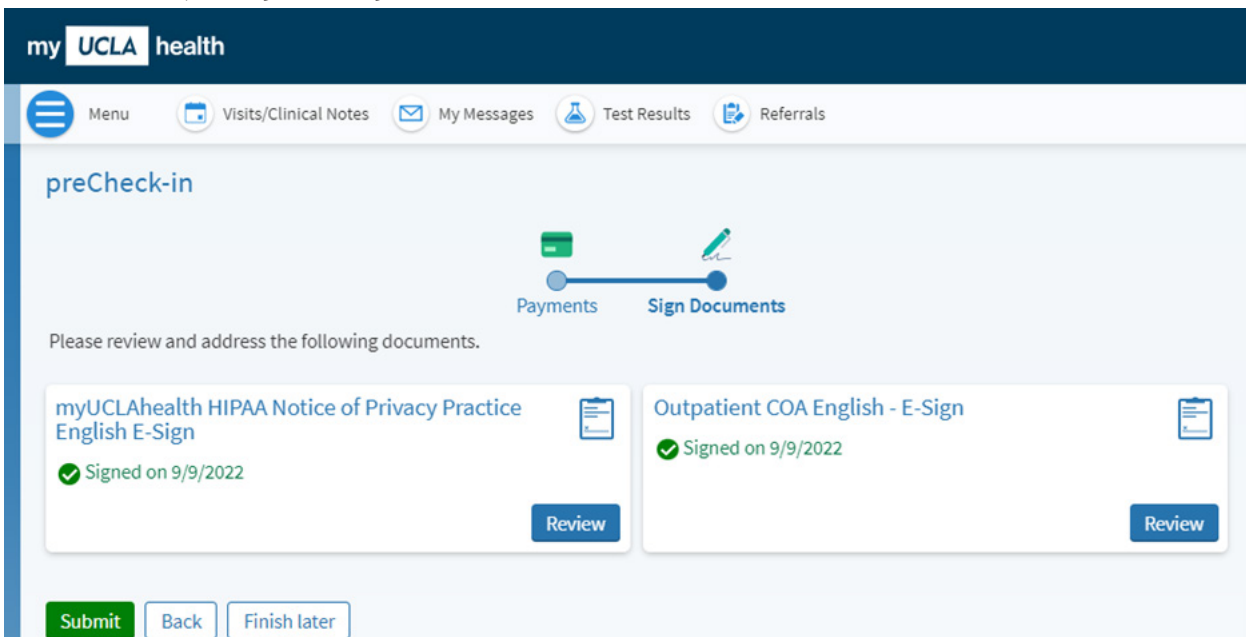 my UCLA health
Menu Visits/Clinical Notes My Messages Test Results Referrals
preCheck-in
Payments Sign Documents
Please review and address the following documents.
myUCLAhealth HIPAA Notice of Privacy Practice
English E-Sign
Signed on 9/9/2022
Review
Outpatient COA English - E-Sign
Signed on 9/9/2022
Review
Submit Back Finish later